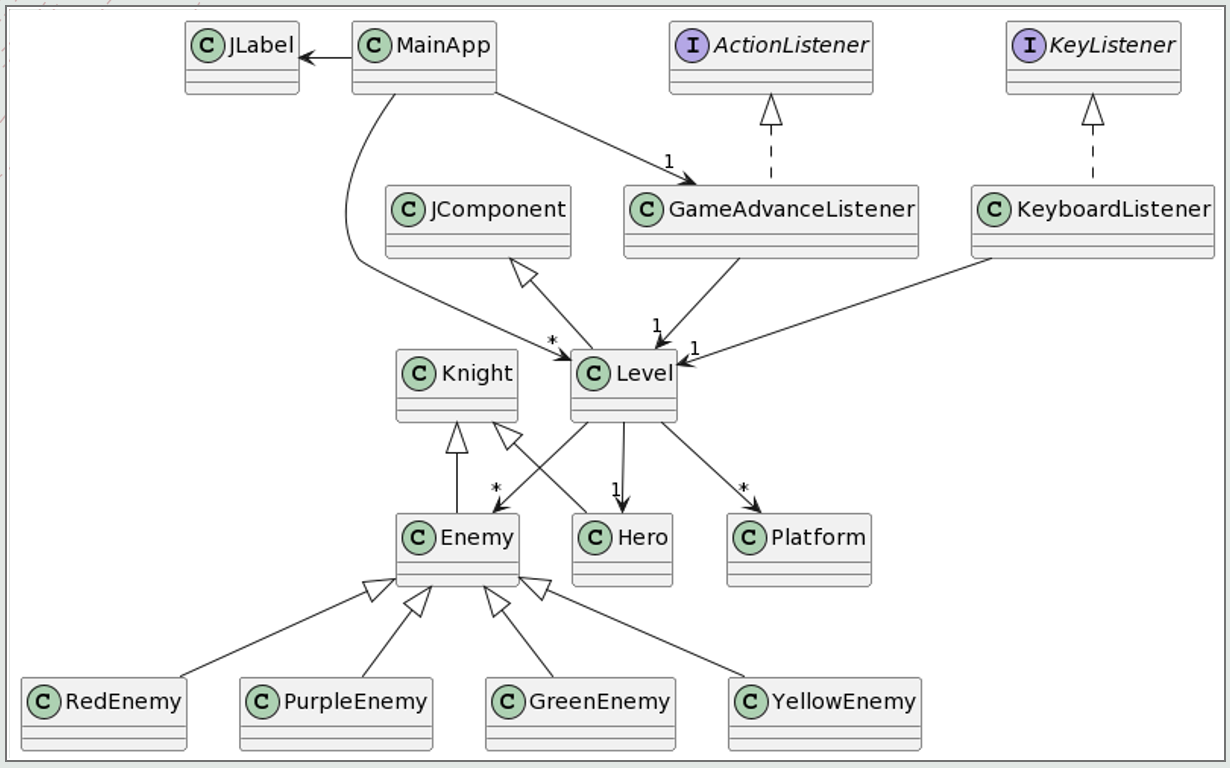 C JLabel
C MainApp
I ActionListener
I KeyListener
1
C JComponent
C GameAdvanceListener
C KeyboardListener
1
*
1
C Knight
C Level
*
1
*
C Enemy
C Hero
C Platform
C RedEnemy
C PurpleEnemy
C GreenEnemy
C YellowEnemy